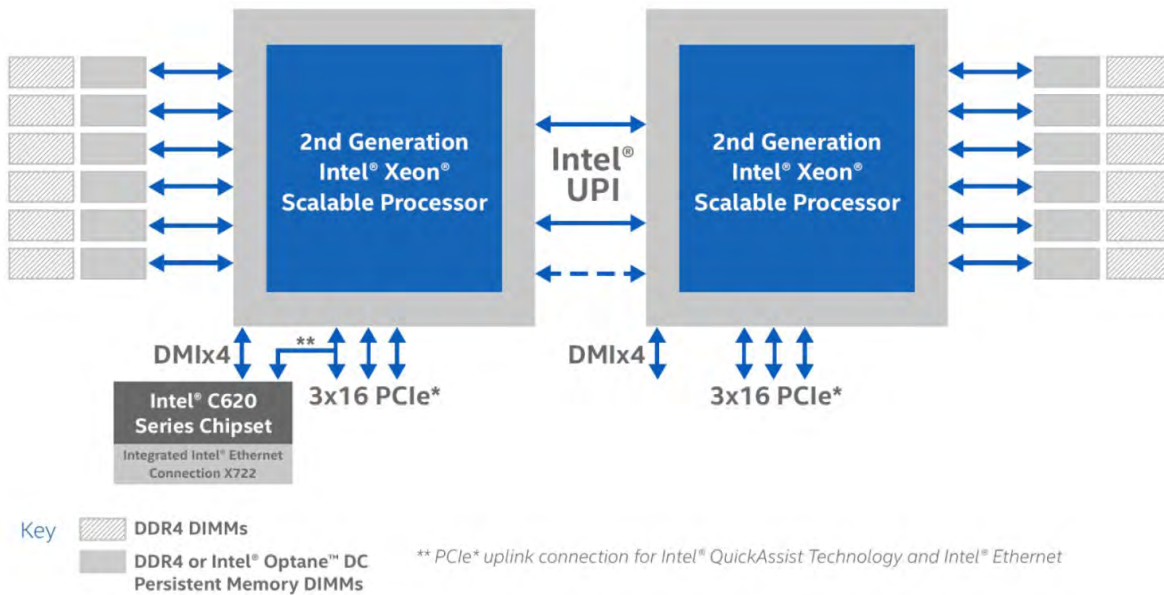 2nd Generation
Intel® Xeon®
Scalable Processor
Intel®
UPI
2nd Generation
Intel® Xeon®
Scalable Processor
DMIx4
**
3x16 PCIe*
DMIx4
3x16 PCIe*
Intel® C620
Series Chipset
Integrated Intel® Ethernet
Connection X722
Key
DDR4 DIMMs
DDR4 or Intel® Optane™ DC
Persistent Memory DIMMs
** PCIe* uplink connection for Intel® QuickAssist Technology and Intel® Ethernet